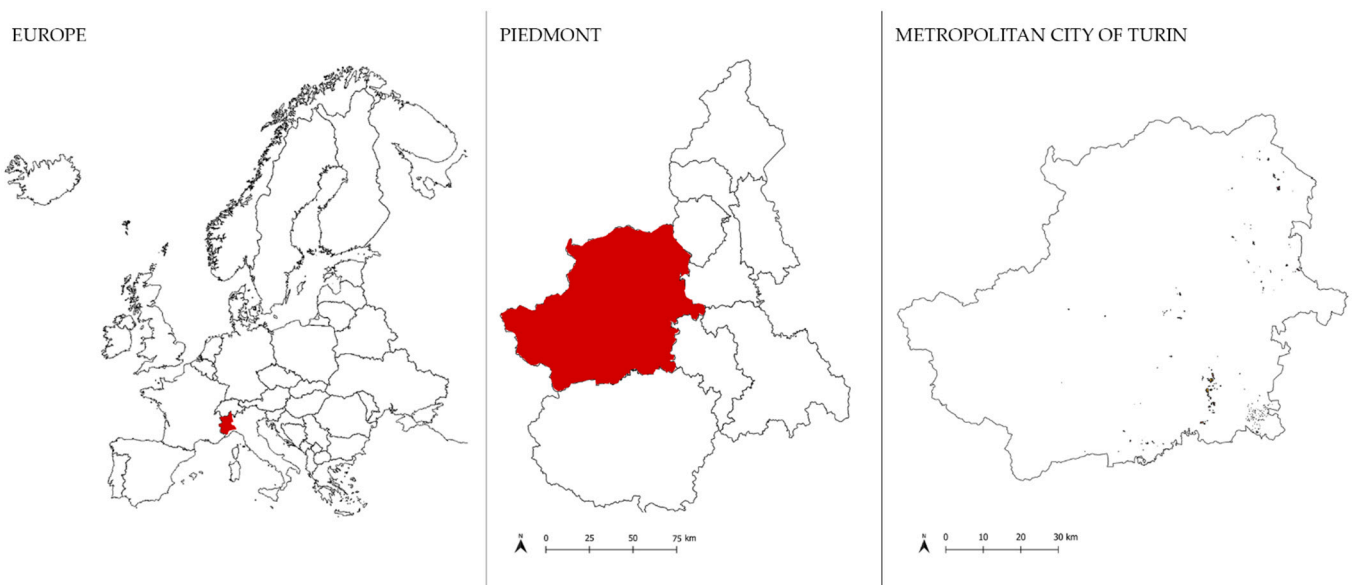 EUROPE
PIEDMONT
METROPOLITAN CITY OF TURIN
0 25 50 75 km
0 10 20 30 km